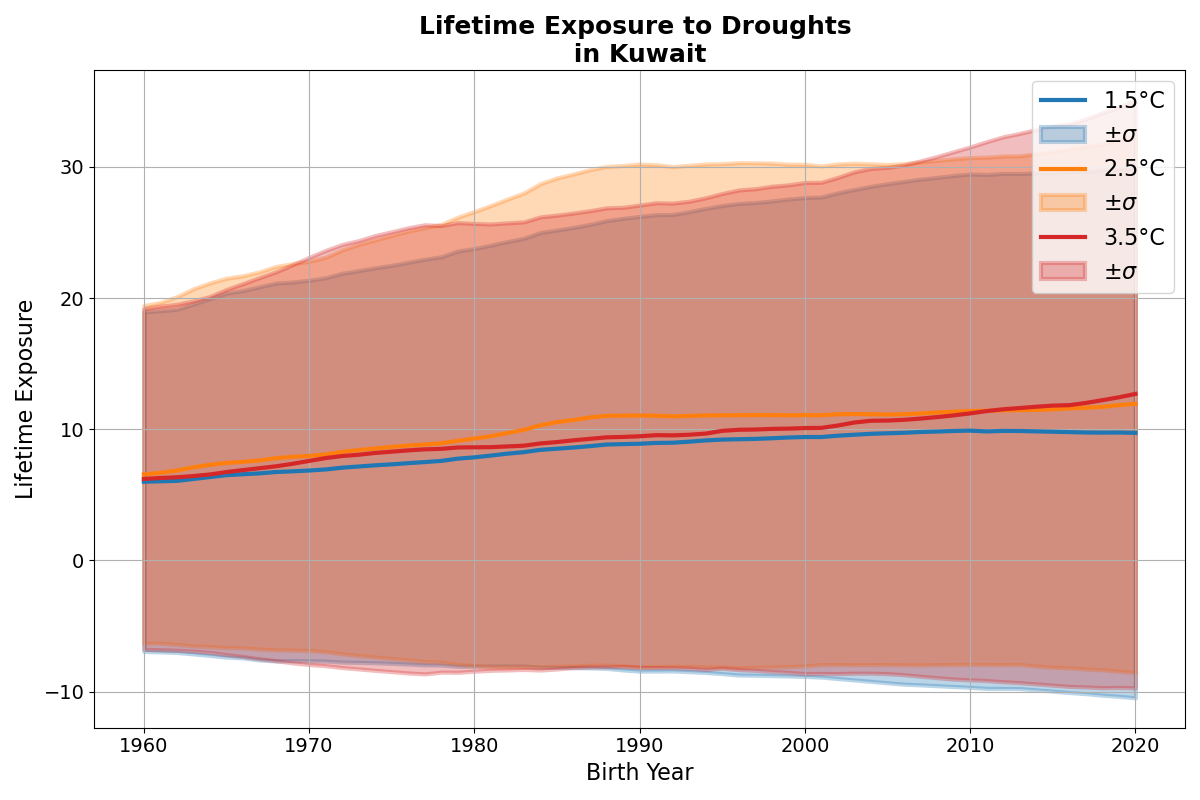 Lifetime Exposure to Droughts
in Kuwait
1.5°C
±σ
2.5°C
±σ
3.5°C
±σ
Lifetime Exposure
30
20
10
0
−10
1960
1970
1980
1990
2000
2010
2020
Birth Year